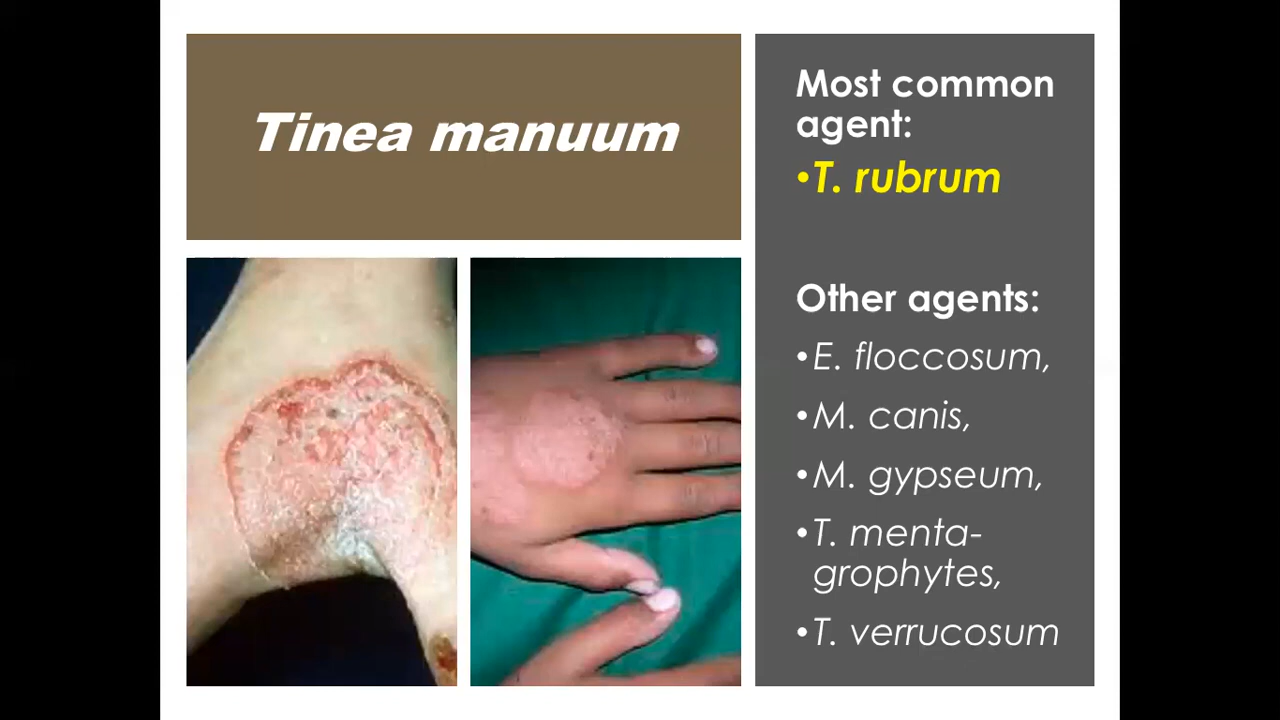 Tinea manuum
Most common
agent:
•T. rubrum
Other agents:
•E. floccosum,
•M. canis,
•M. gypseum,
•T. menta-
grophytes,
•T. verrucosum